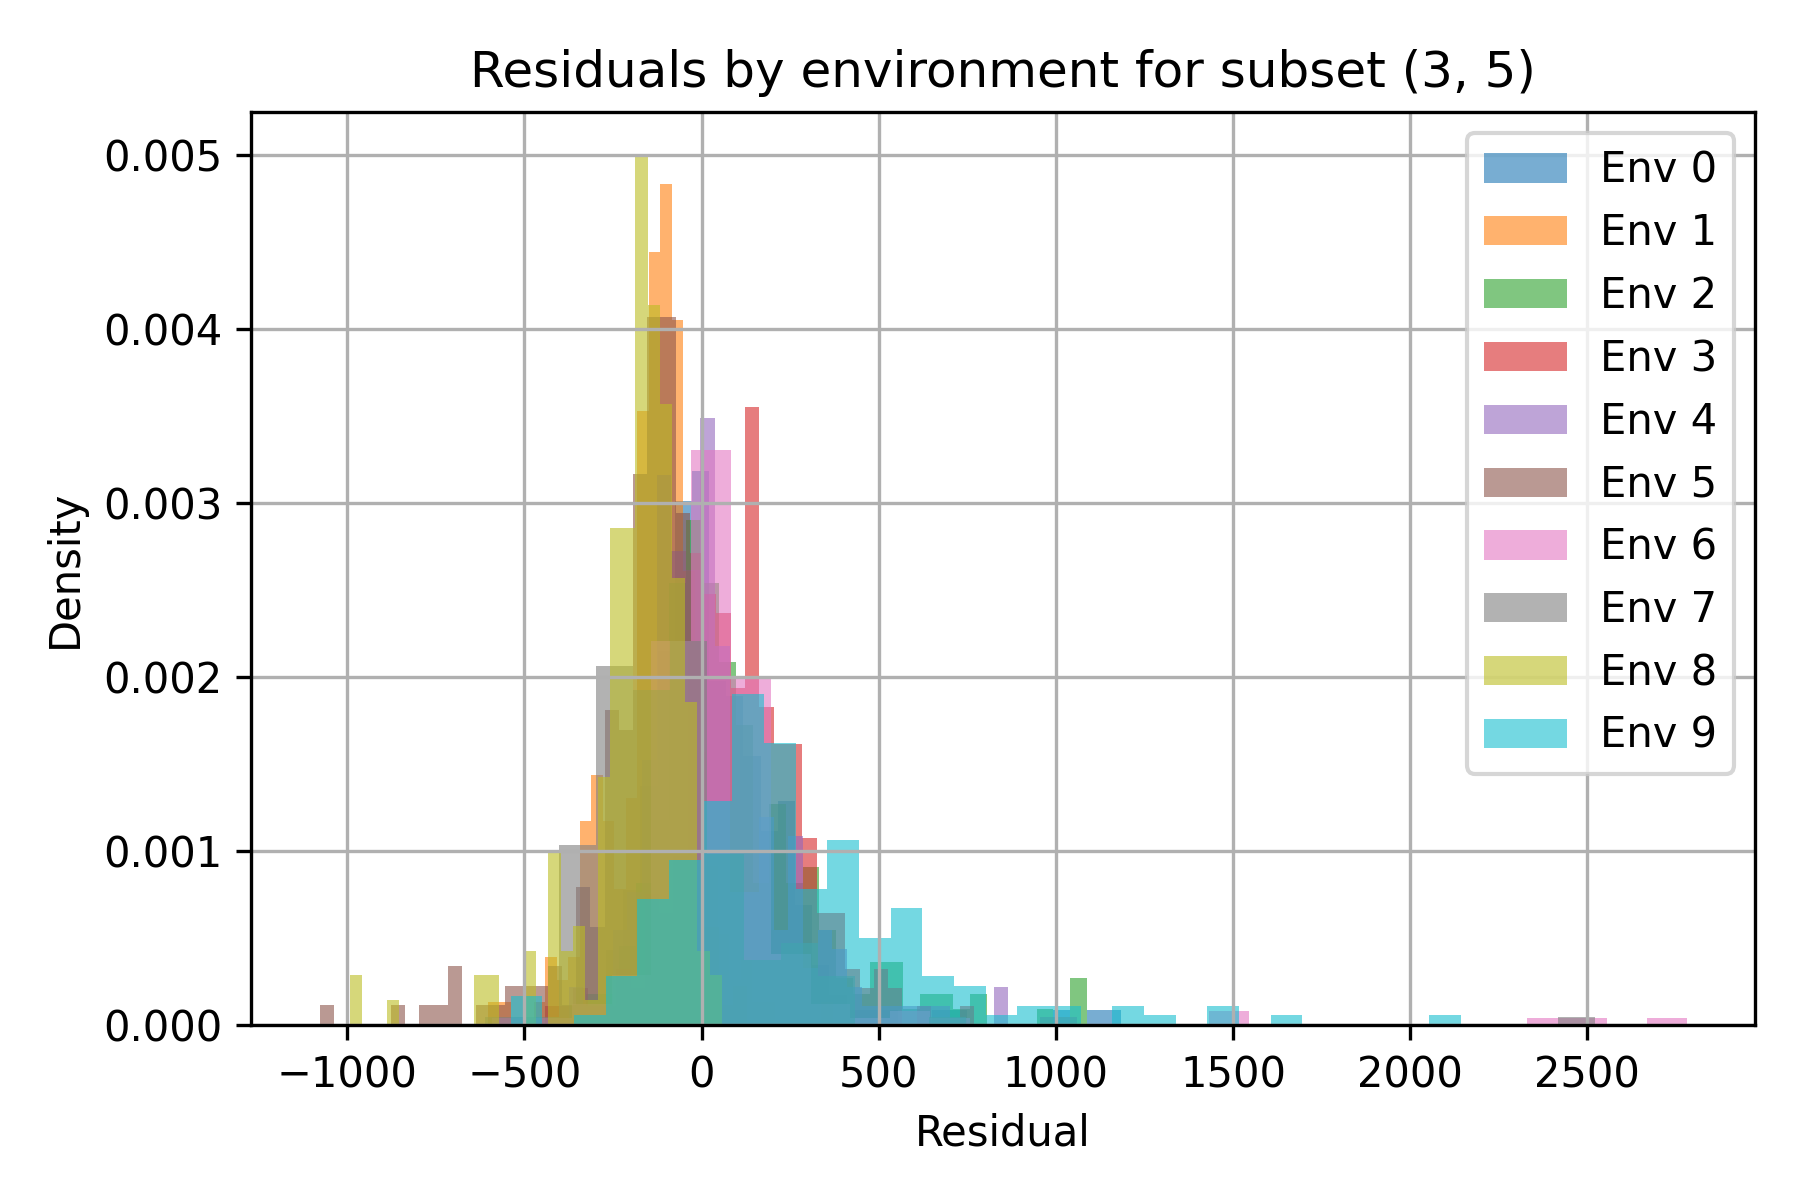 Residuals by environment for subset (3, 5)
0.005
0.004
0.003
0.002
0.001
0.000
Density
−1000
−500
0
500
1000
1500
2000
2500
Residual
Env 0
Env 1
Env 2
Env 3
Env 4
Env 5
Env 6
Env 7
Env 8
Env 9